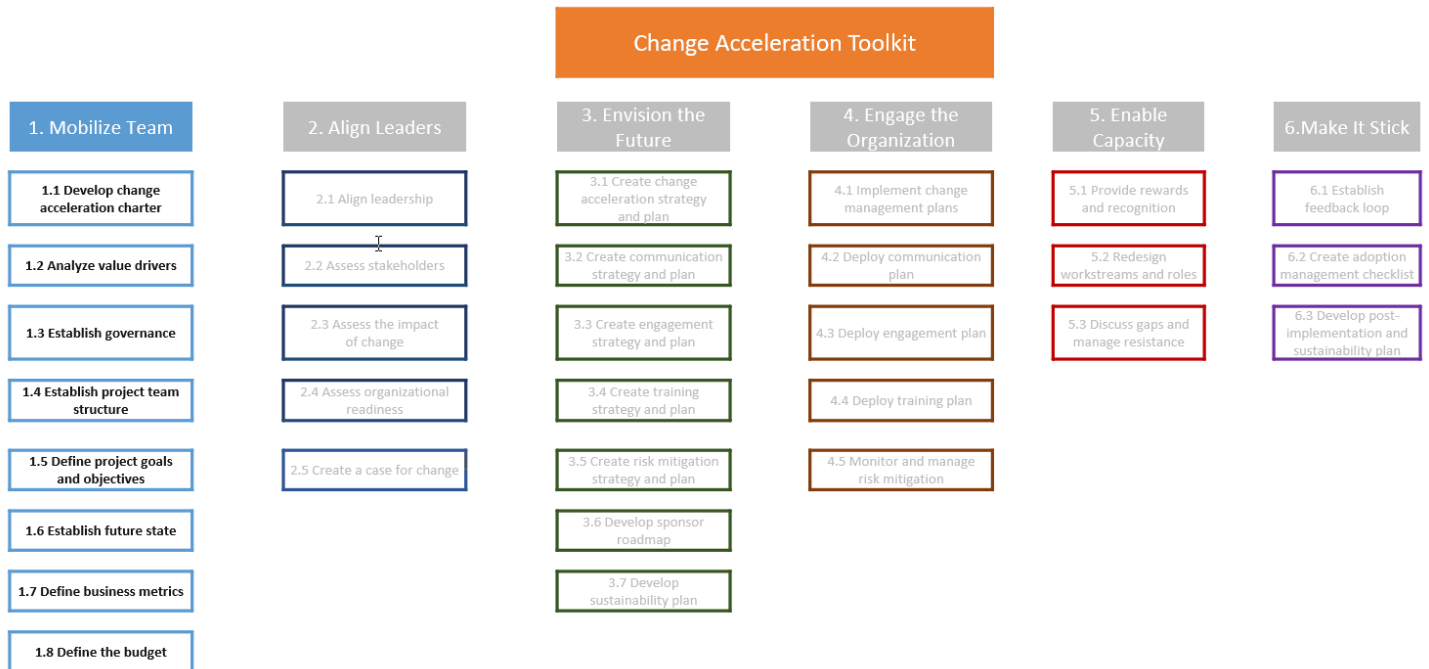 Change Acceleration Toolkit
1. Mobilize Team
1.1 Develop change
acceleration charter
1.2 Analyze value drivers
1.3 Establish governance
1.4 Establish project team
structure
1.5 Define project goals
and objectives
1.6 Establish future state
1.7 Define business metrics
1.8 Define the budget
2. Align Leaders
2.1 Align leadership
2.2 Assess stakeholders
2.3 Assess the impact
of change
2.4 Assess organizational
readiness
2.5 Create a case for change
3. Envision the
Future
3.1 Create change
acceleration strategy
and plan
3.2 Create communication
strategy and plan
3.3 Create engagement
strategy and plan
3.4 Create training
strategy and plan
3.5 Create risk mitigation
strategy and plan
3.6 Develop sponsor
roadmap
3.7 Develop
sustainability plan
4. Engage the
Organization
4.1 Implement change
management plans
4.2 Deploy communication
plan
4.3 Deploy engagement plan
4.4 Deploy training plan
4.5 Monitor and manage
risk mitigation
5. Enable
Capacity
5.1 Provide rewards
and recognition
5.2 Redesign
workstreams and roles
5.3 Discuss gaps and
manage resistance
6.Make It Stick
6.1 Establish
feedback loop
6.2 Create adoption
management checklist
6.3 Develop post-
implementation and
sustainability plan